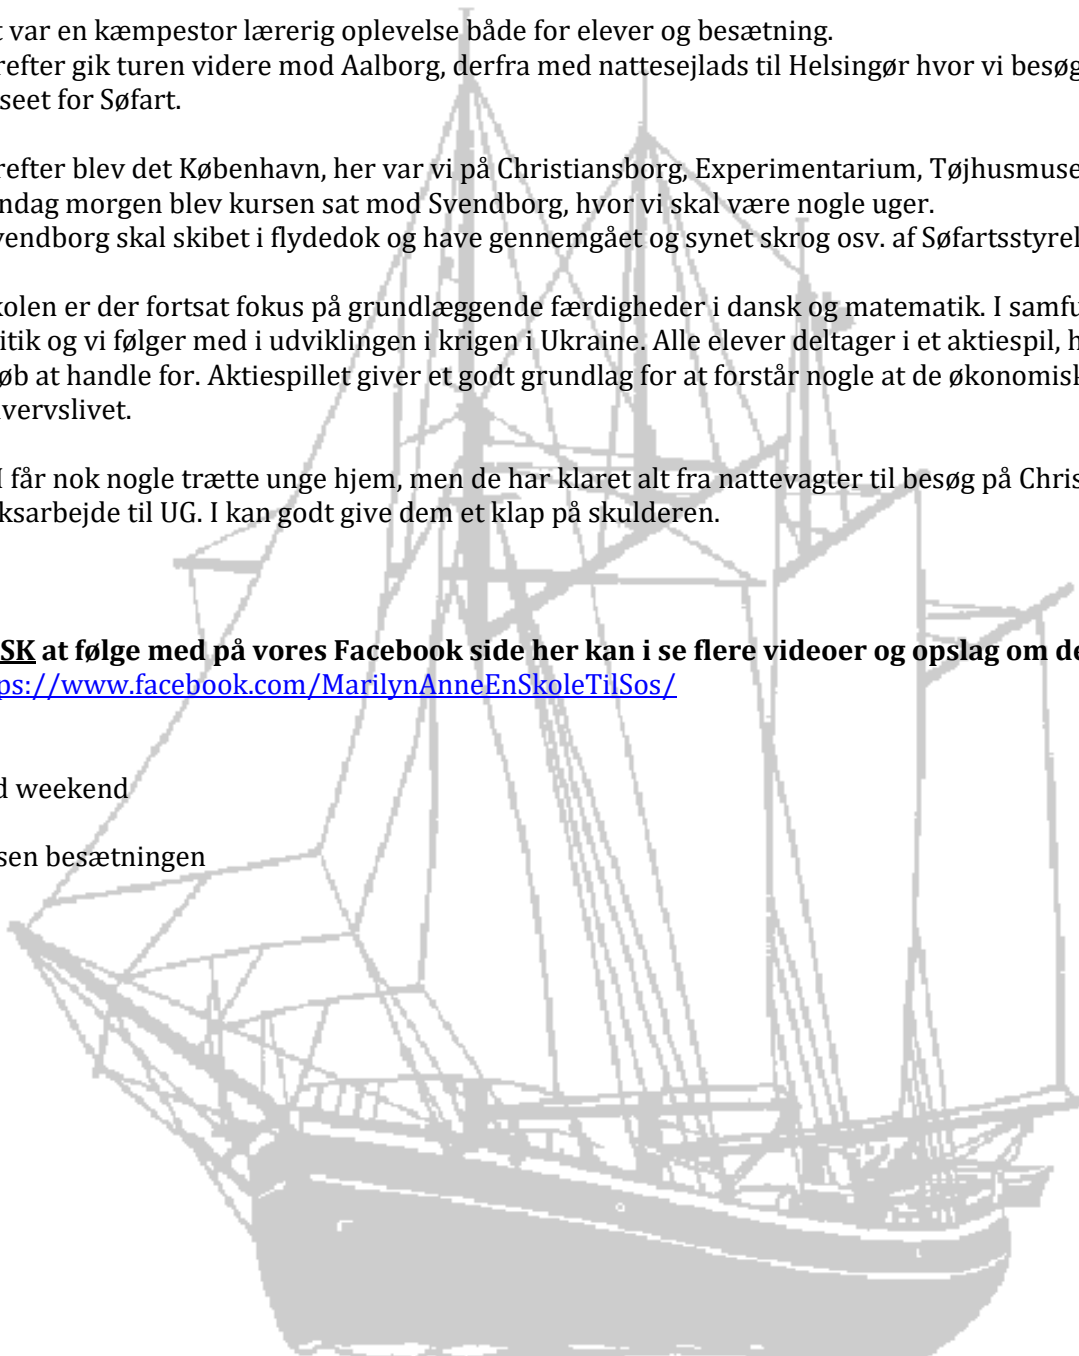 t var en kæmpestor lærerig oplevelse både for elever og besætning.
refter gik turen videre mod Aalborg, derfra med nattesejlads til Helsingør hvor vi besøg
seet for Søfart.
refter blev det København, her var vi på Christiansborg, Experimentarium, Tøjhusmuse
ndag morgen blev kursen sat mod Svendborg, hvor vi skal være nogle uger.
vendborg skal skibet i flydedok og have gennemgået og synet skrog osv. af Søfartsstyrel
kolen er der fortsat fokus på grundlæggende færdigheder i dansk og matematik. I samfu
itik og vi følger med i udviklingen i krigen i Ukraine. Alle elever deltager i et aktiespil, h
øb at handle for. Aktiespillet giver et godt grundlag for at forstår nogle at de økonomisk
hvervslivet.
I får nok nogle trætte unge hjem, men de har klaret alt fra nattevagter til besøg på Chris
ksarbejde til UG. I kan godt give dem et klap på skulderen.
SK at følge med på vores Facebook side her kan i se flere videoer og opslag om de
ps://www.facebook.com/MarilynAnneEnSkoleTilSos/
d weekend
sen besætningen